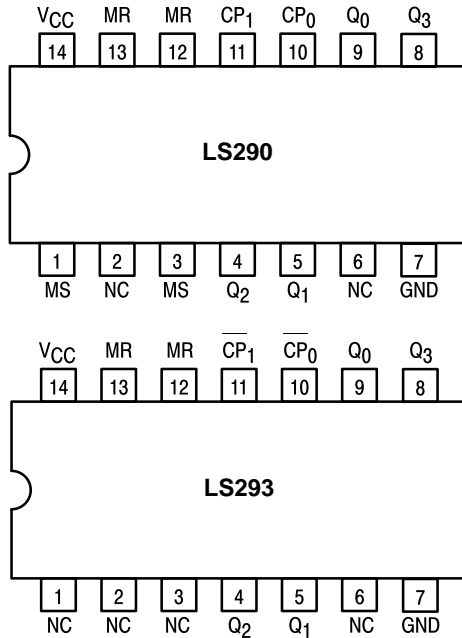 VCC MR MR CP1 CP0 Q0 Q3
14 13 12 11 10 9 8
LS290
1 2 3 4 5 6 7
MS NC MS Q2 Q1 NC GND
VCC MR MR C̅P̅1 C̅P̅0 Q0 Q3
14 13 12 11 10 9 8
LS293
1 2 3 4 5 6 7
NC NC NC Q2 Q1 NC GND